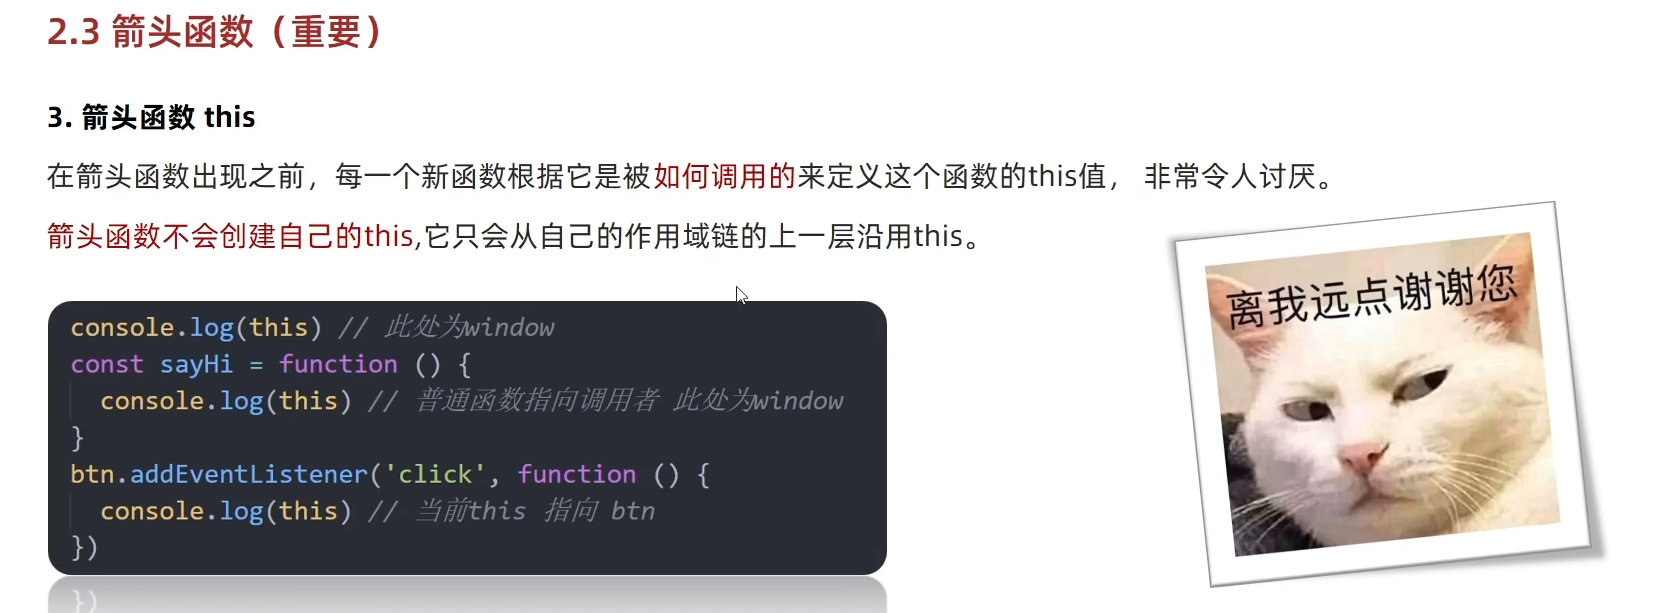 2.3 箭头函数（重要）
3. 箭头函数 this
在箭头函数出现之前，每一个新函数根据它是被如何调用的来定义这个函数的this值， 非常令人讨厌。
箭头函数不会创建自己的this,它只会从自己的作用域链的上一层沿用this。
离我远点谢谢您
console.log(this) // 此处为window
const sayHi = function () {
  console.log(this) // 普通函数指向调用者 此处为window
}
btn.addEventListener('click', function () {
  console.log(this) // 当前this 指向 btn
})